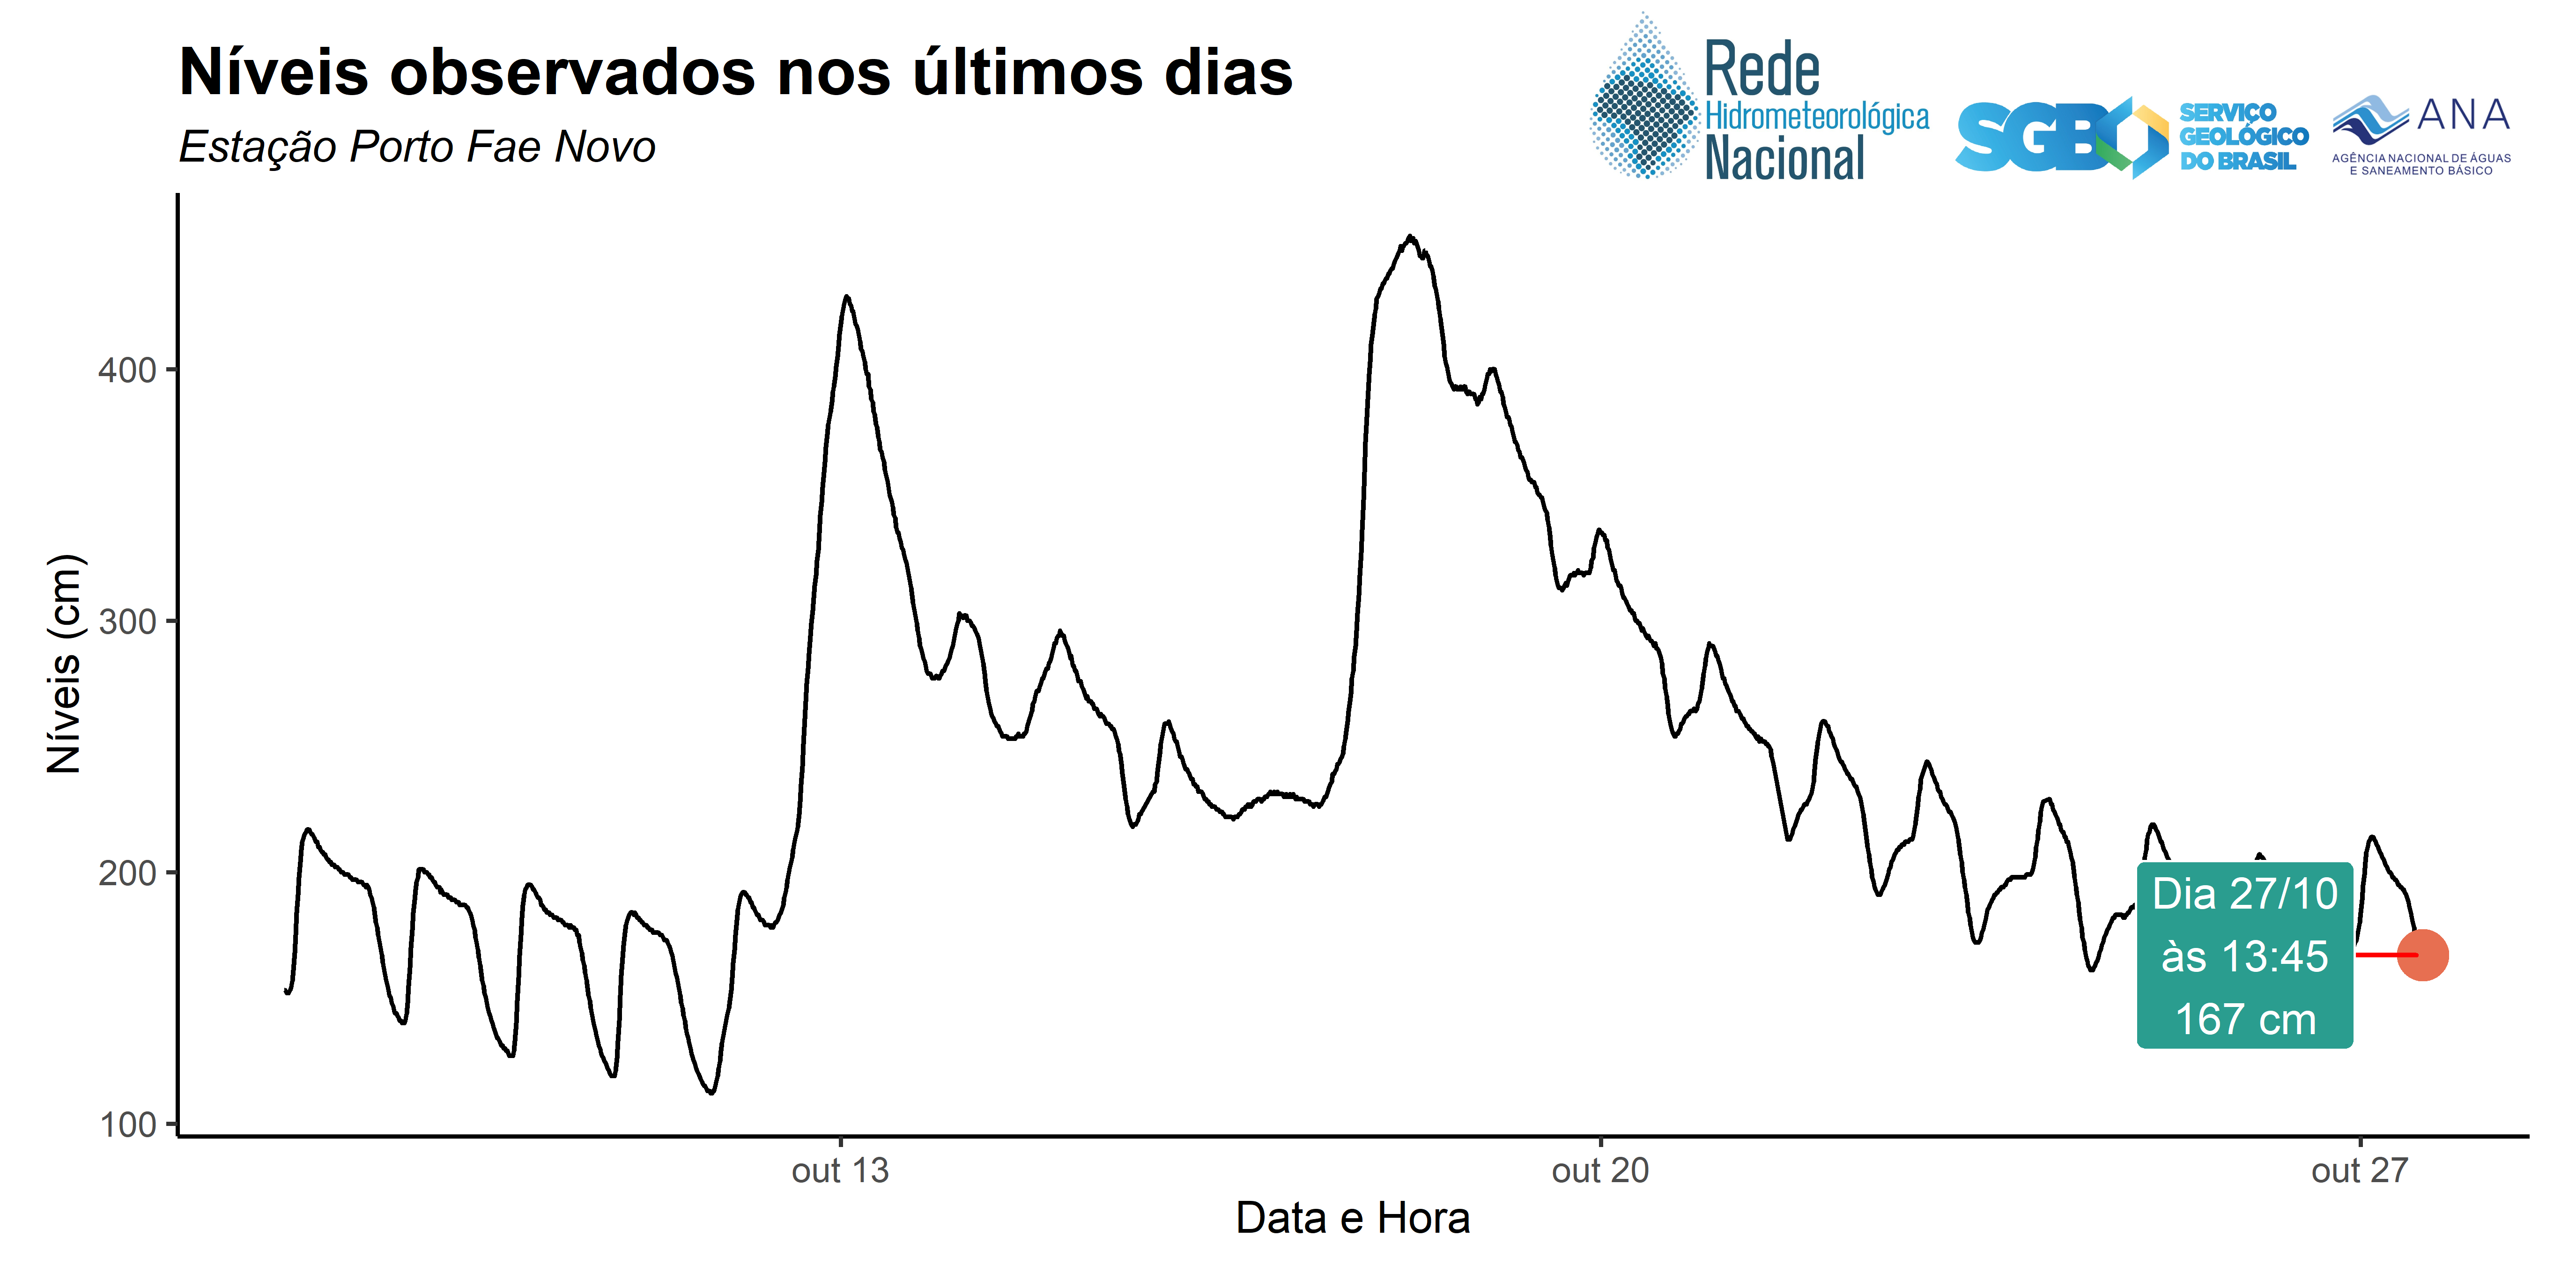 Níveis observados nos últimos dias
Estação Porto Fae Novo
Rede
Hidrometeorológica
Nacional
SGB
SERVIÇO
GEOLÓGICO
DO BRASIL
ANA
AGÊNCIA NACIONAL DE ÁGUAS
E SANEAMENTO BÁSICO
Níveis (cm)
400
300
200
100
Dia 27/10
às 13:45
167 cm
out 13
out 20
out 27
Data e Hora